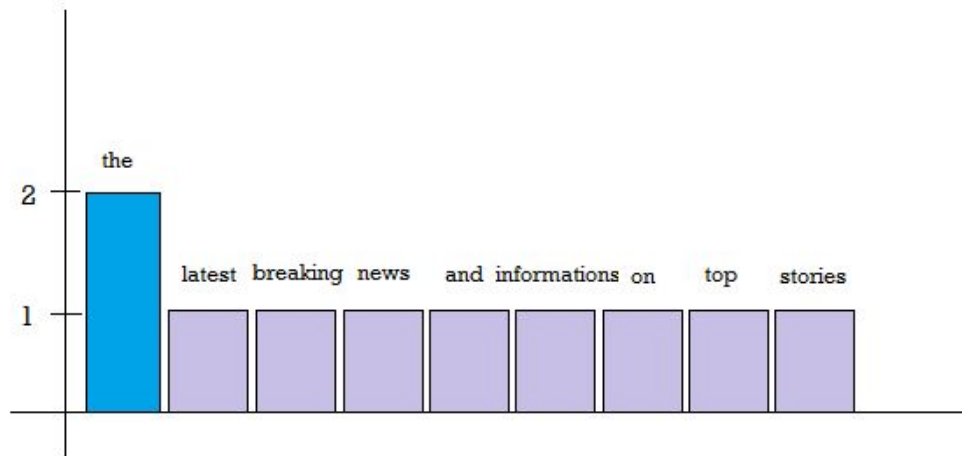 the
2
latest breaking news and informations on top stories
1